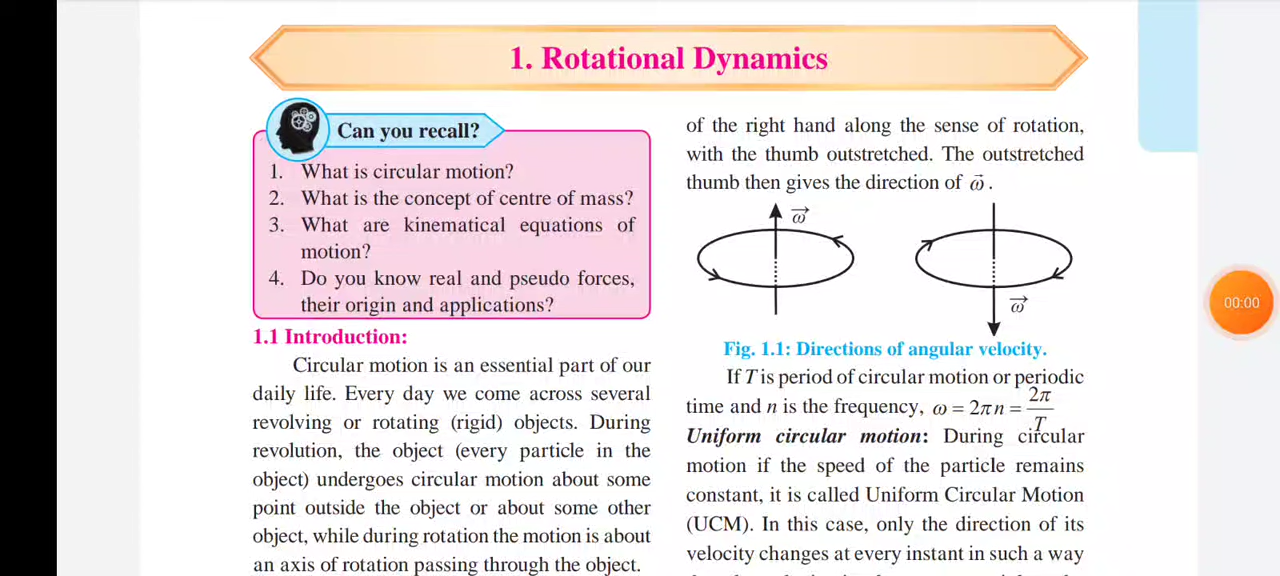 1. Rotational Dynamics
Can you recall?
1. What is circular motion?
2. What is the concept of centre of mass?
3. What are kinematical equations of
motion?
4. Do you know real and pseudo forces,
their origin and applications?
1.1 Introduction:
Circular motion is an essential part of our
daily life. Every day we come across several
revolving or rotating (rigid) objects. During
revolution, the object (every particle in the
object) undergoes circular motion about some
point outside the object or about some other
object, while during rotation the motion is about
an axis of rotation passing through the object.
of the right hand along the sense of rotation,
with the thumb outstretched. The outstretched
thumb then gives the direction of ω⃗ .
ω⃗
ω⃗
Fig. 1.1: Directions of angular velocity.
If T is period of circular motion or periodic
time and n is the frequency, ω = 2πn = 2π/T
Uniform circular motion: During circular
motion if the speed of the particle remains
constant, it is called Uniform Circular Motion
(UCM). In this case, only the direction of its
velocity changes at every instant in such a way
00:00